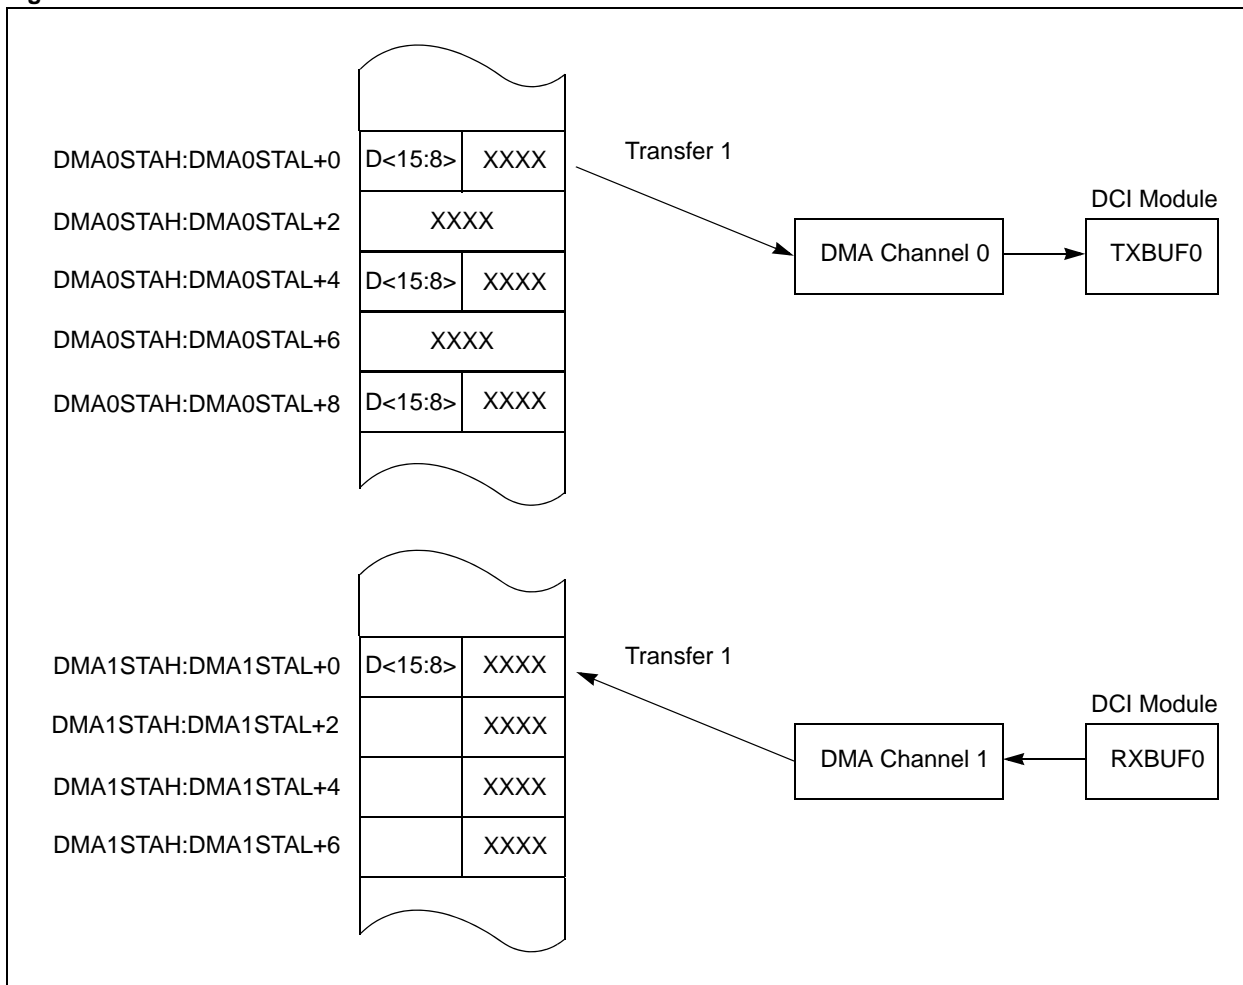 DMA0STAH:DMA0STAL+0 D<15:8> XXXX
DMA0STAH:DMA0STAL+2 XXXX
DMA0STAH:DMA0STAL+4 D<15:8> XXXX
DMA0STAH:DMA0STAL+6 XXXX
DMA0STAH:DMA0STAL+8 D<15:8> XXXX
Transfer 1
DMA Channel 0
DCI Module
TXBUF0
DMA1STAH:DMA1STAL+0 D<15:8> XXXX
DMA1STAH:DMA1STAL+2 XXXX
DMA1STAH:DMA1STAL+4 XXXX
DMA1STAH:DMA1STAL+6 XXXX
Transfer 1
DMA Channel 1
DCI Module
RXBUF0